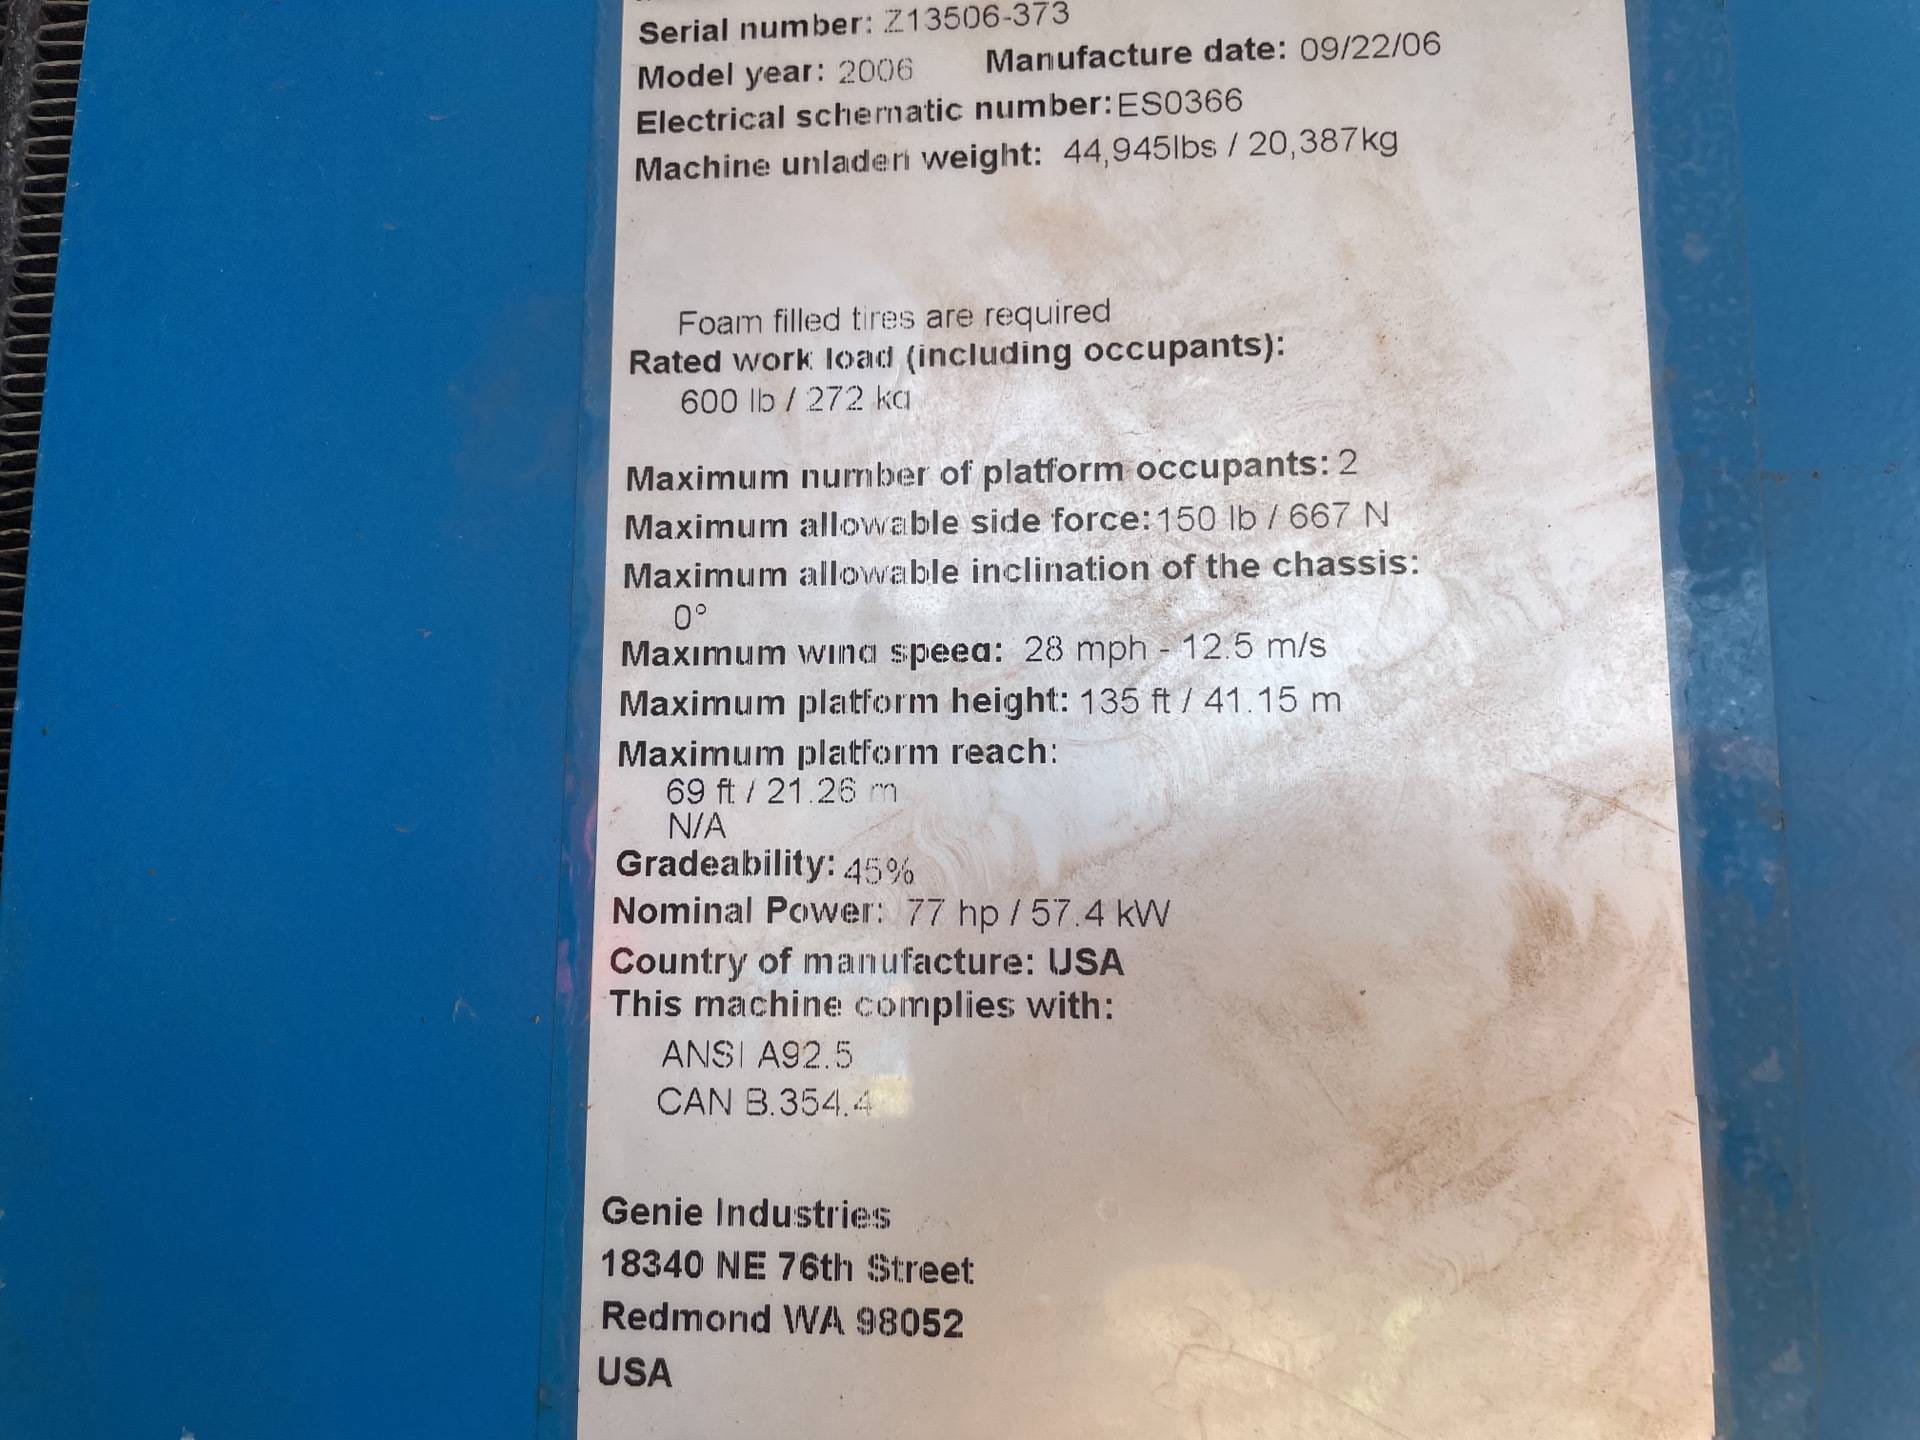 Serial number: Z13506-373
Model year: 2006 Manufacture date: 09/22/06
Electrical schematic number:ES0366
Machine unladen weight: 44,945lbs / 20,387kg
Foam filled tires are required
Rated work load (including occupants):
600 lb / 272 kg
Maximum number of platform occupants: 2
Maximum allowable side force:150 lb / 667 N
Maximum allowable inclination of the chassis:
0°
Maximum wind speed: 28 mph - 12.5 m/s
Maximum platform height: 135 ft / 41.15 m
Maximum platform reach:
69 ft / 21.26 m
N/A
Gradeability: 45%
Nominal Power: 77 hp / 57.4 kW
Country of manufacture: USA
This machine complies with:
ANSI A92.5
CAN B.354.4
Genie Industries
18340 NE 76th Street
Redmond WA 98052
USA